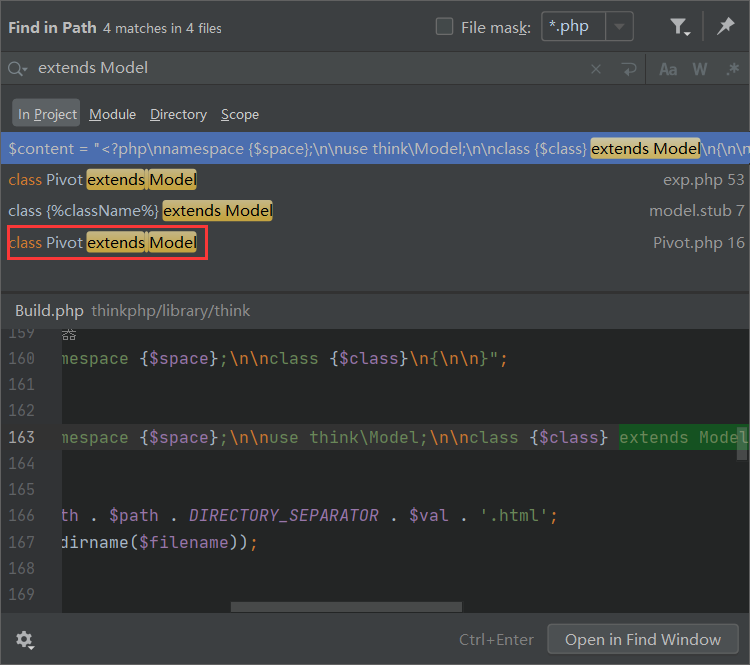 Find in Path 4 matches in 4 files File mask: *.php
extends Model Aa W .*
In Project Module Directory Scope
$content = "<?php\nnamespace {$space};\n\nuse think\Model;\n\nclass {$class} extends Model\n{\n\n
class Pivot extends Model exp.php 53
class {%className%} extends Model model.stub 7
class Pivot extends Model Pivot.php 16
Build.php thinkphp/library/think
159 器
160 mespace {$space};\n\nclass {$class}\n{\n\n}";
161
162
163 mespace {$space};\n\nuse think\Model;\n\nclass {$class} extends Model
164
165
166 th . $path . DIRECTORY_SEPARATOR . $val . '.html';
167 dirname($filename));
168
169
Ctrl+Enter Open in Find Window